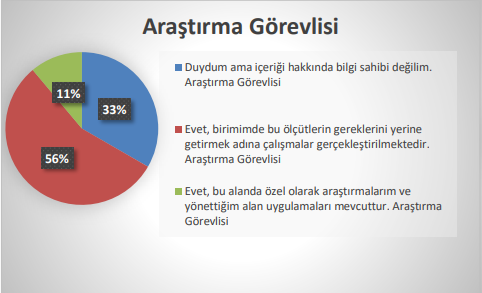 Araştırma Görevlisi
11%
33%
56%
Duydum ama içeriği hakkında bilgi sahibi değilim.
Araştırma Görevlisi
Evet, birimimde bu ölçütlerin gereklerini yerine
getirmek adına çalışmalar gerçekleştirilmektedir.
Araştırma Görevlisi
Evet, bu alanda özel olarak araştırmalarım ve
yönettiğim alan uygulamaları mevcuttur. Araştırma
Görevlisi